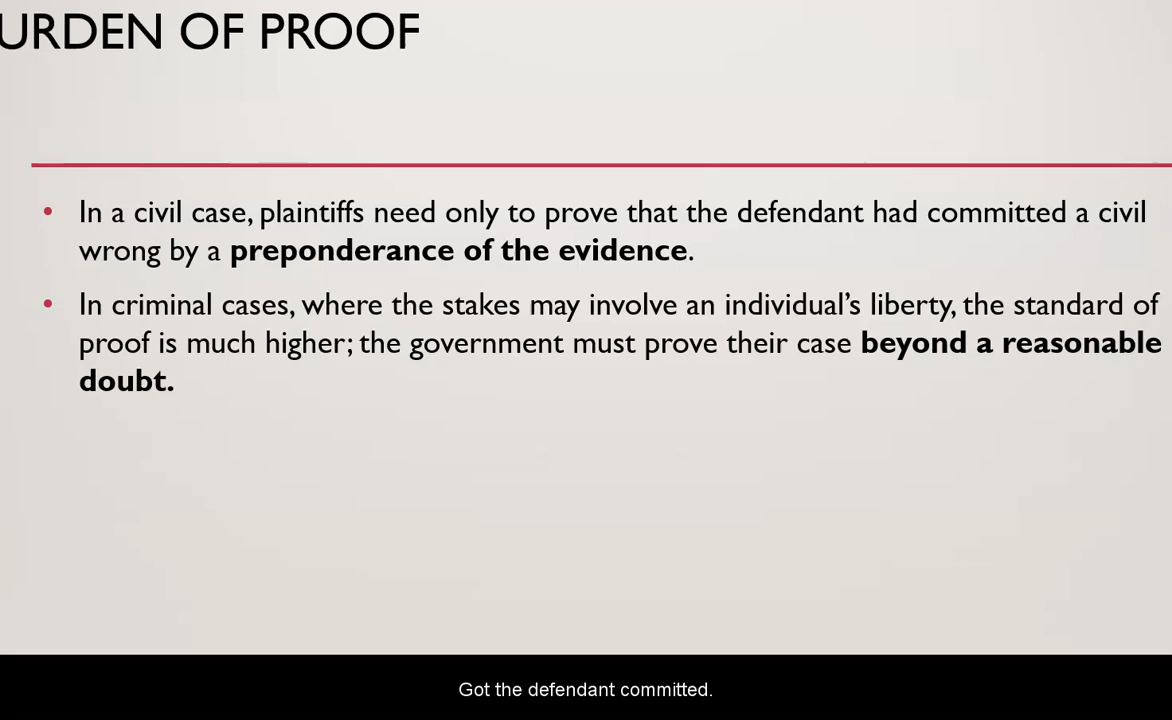 URDEN OF PROOF
• In a civil case, plaintiffs need only to prove that the defendant had committed a civil
wrong by a preponderance of the evidence.
• In criminal cases, where the stakes may involve an individual’s liberty, the standard of
proof is much higher; the government must prove their case beyond a reasonable
doubt.
Got the defendant committed.